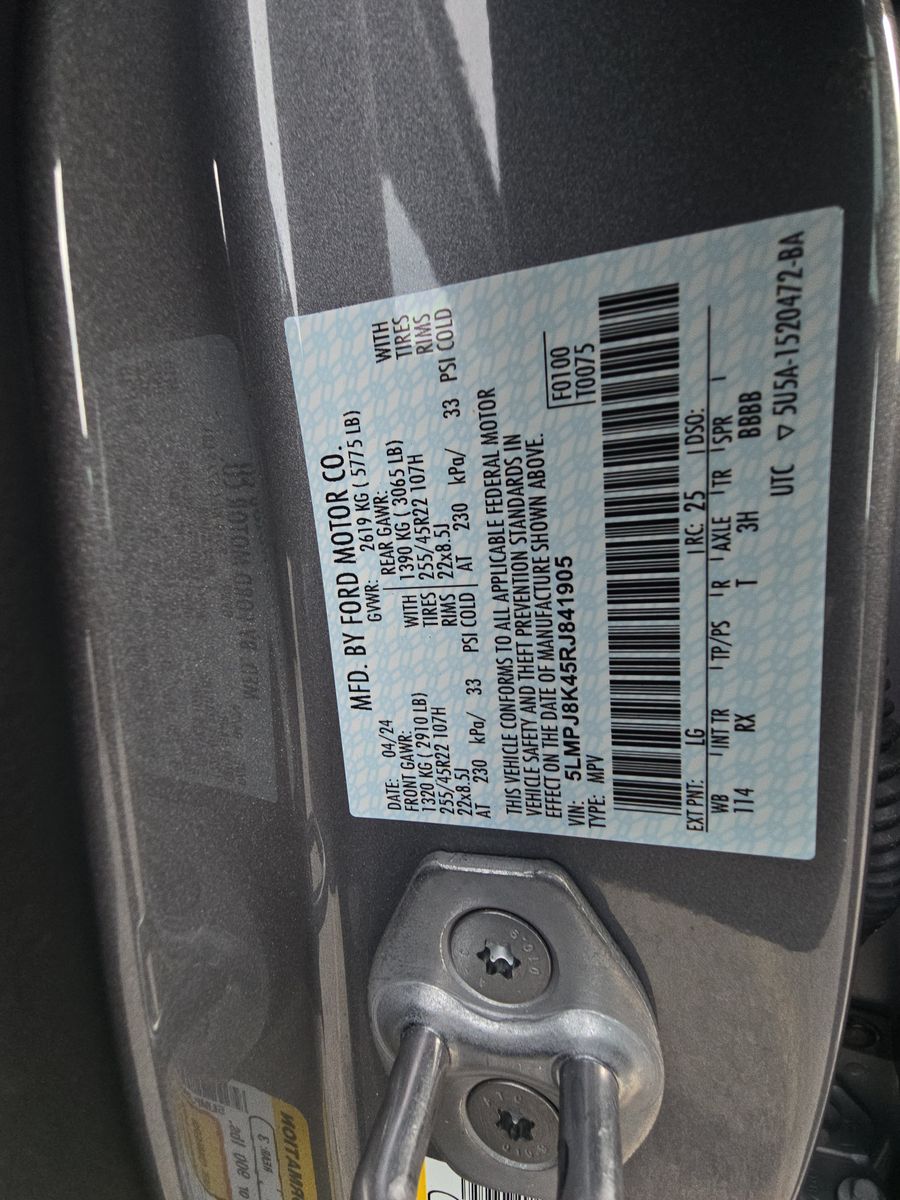 MFD. BY FORD MOTOR CO.
DATE: 04/24 GVWR: 2619 KG ( 5775 LB)
FRONT GAWR: REAR GAWR:
1320 KG ( 2910 LB) WITH 1390 KG ( 3065 LB) WITH
255/45R22 107H TIRES 255/45R22 107H TIRES
22x8.5J RIMS 22x8.5J RIMS
AT 230 kPa/ 33 PSI COLD AT 230 kPa/ 33 PSI COLD
THIS VEHICLE CONFORMS TO ALL APPLICABLE FEDERAL MOTOR
VEHICLE SAFETY AND THEFT PREVENTION STANDARDS IN
EFFECT ON THE DATE OF MANUFACTURE SHOWN ABOVE.
VIN: 5LMPJ8K45RJ841905 F0100
TYPE: MPV T0075
EXT PNT: LG RC: 25 DSO:
WB INT TR TP/PS R AXLE TR SPR
114 RX T 3H BBBB
UTC ▽ 5U5A-1520472-BA